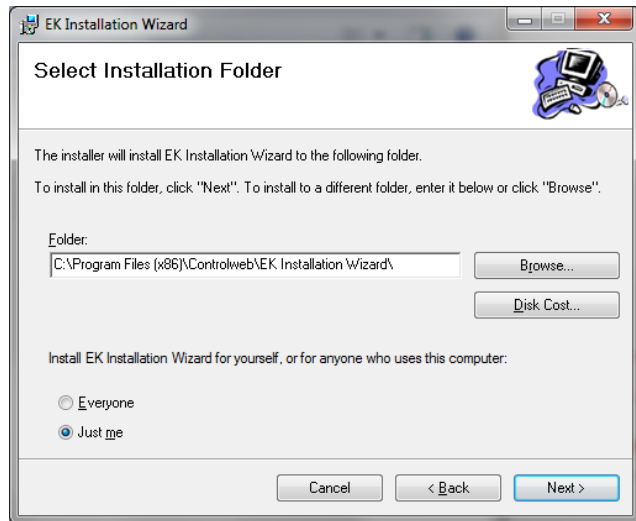 EK Installation Wizard
Select Installation Folder
The installer will install EK Installation Wizard to the following folder.
To install in this folder, click "Next". To install to a different folder, enter it below or click "Browse".
Folder:
C:\Program Files (x86)\Controlweb\EK Installation Wizard\
Browse...
Disk Cost...
Install EK Installation Wizard for yourself, or for anyone who uses this computer:
Everyone
Just me
Cancel
< Back
Next >